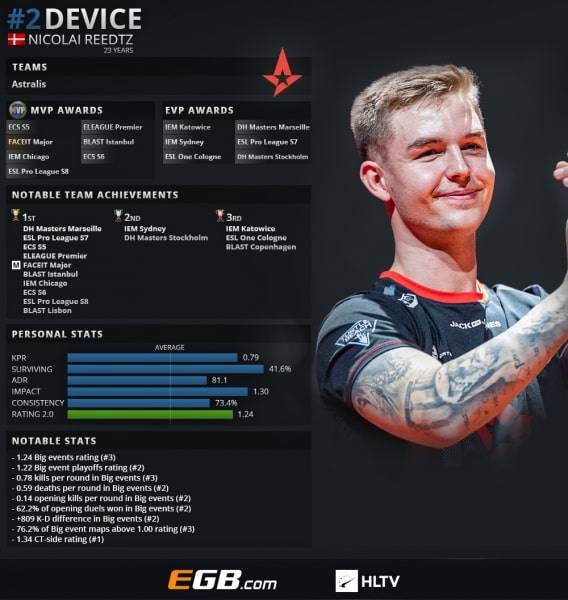 #2 DEVICE
NICOLAI REEDTZ
23 YEARS
TEAMS
Astralis
MVP AWARDS
ECS S5
ELEAGUE Premier
FACEIT Major
BLAST Istanbul
IEM Chicago
ECS S6
ESL Pro League S8
EVP AWARDS
IEM Katowice
DH Masters Marseille
IEM Sydney
ESL Pro League S7
ESL One Cologne
DH Masters Stockholm
NOTABLE TEAM ACHIEVEMENTS
1ST
DH Masters Marseille
ESL Pro League S7
ECS S5
ELEAGUE Premier
M FACEIT Major
BLAST Istanbul
IEM Chicago
ECS S6
ESL Pro League S8
BLAST Lisbon
2ND
IEM Sydney
DH Masters Stockholm
3RD
IEM Katowice
ESL One Cologne
BLAST Copenhagen
PERSONAL STATS
AVERAGE
KPR 0.79
SURVIVING 41.6%
ADR 81.1
IMPACT 1.30
CONSISTENCY 73.4%
RATING 2.0 1.24
NOTABLE STATS
- 1.24 Big events rating (#3)
- 1.22 Big event playoffs rating (#2)
- 0.78 kills per round in Big events (#3)
- 0.59 deaths per round in Big events (#2)
- 0.14 opening kills per round in Big events (#2)
- 62.2% of opening duels won in Big events (#2)
- +809 K-D difference in Big events (#2)
- 76.2% of Big event maps above 1.00 rating (#3)
- 1.34 CT-side rating (#1)
JACK & JONES
EGB.com
HLTV